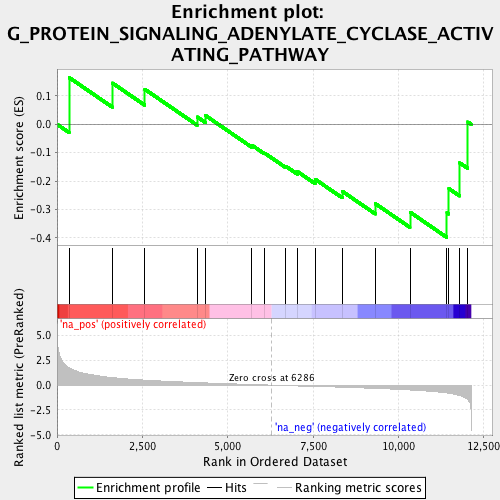 Enrichment plot:
G_PROTEIN_SIGNALING_ADENYLATE_CYCLASE_ACTIV
ATING_PATHWAY
Enrichment score (ES)
0.1
0.0
-0.1
-0.2
-0.3
-0.4
'na_pos' (positively correlated)
Ranked list metric (PreRanked)
5.0
2.5
0.0
-2.5
-5.0
Zero cross at 6286
'na_neg' (negatively correlated)
0
2,500
5,000
7,500
10,000
12,500
Rank in Ordered Dataset
Enrichment profile
Hits
Ranking metric scores